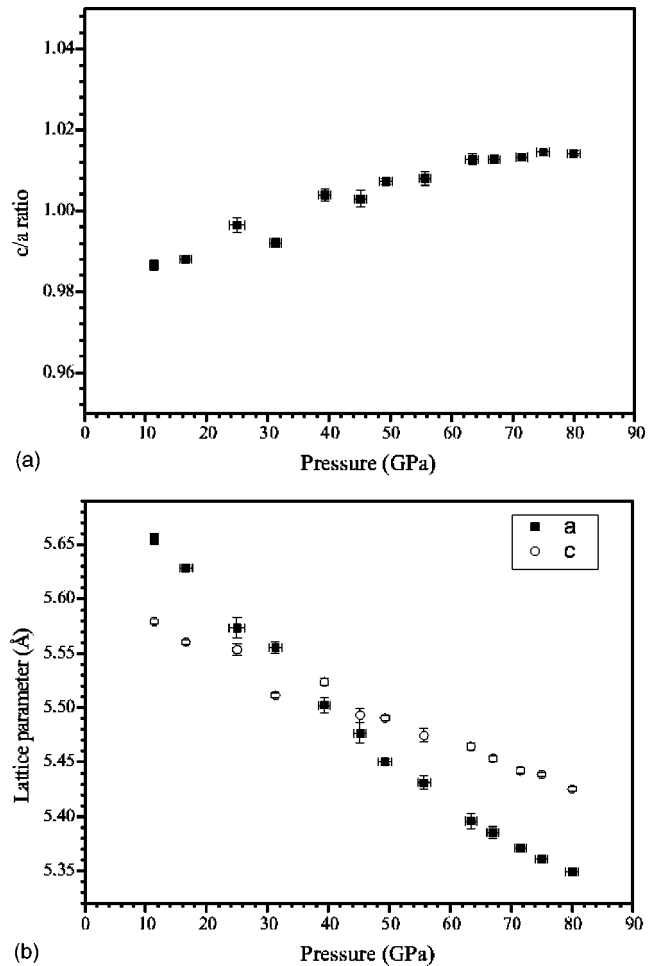 1.04
1.02
1.00
0.98
0.96
c/a ratio
0 10 20 30 40 50 60 70 80 90
(a)
Pressure (GPa)
a
c
5.65
5.60
5.55
5.50
5.45
5.40
5.35
Lattice parameter (Å)
0 10 20 30 40 50 60 70 80 90
(b)
Pressure (GPa)